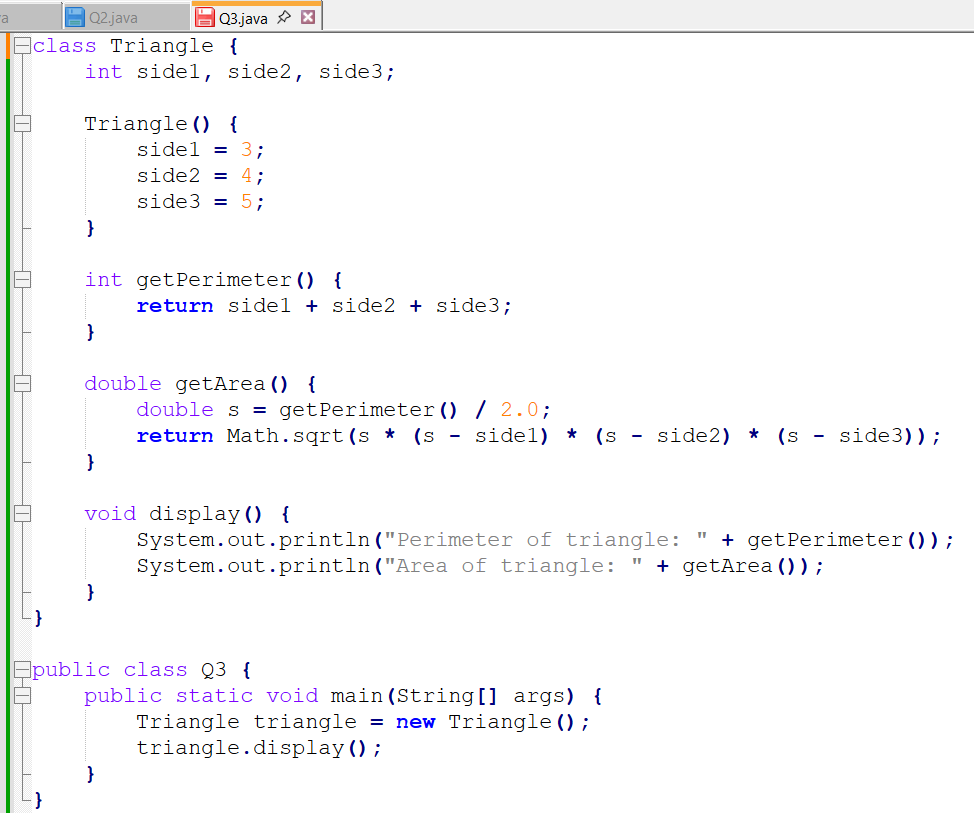 va Q2.java Q3.java
class Triangle {
    int side1, side2, side3;

    Triangle() {
        side1 = 3;
        side2 = 4;
        side3 = 5;
    }

    int getPerimeter() {
        return side1 + side2 + side3;
    }

    double getArea() {
        double s = getPerimeter() / 2.0;
        return Math.sqrt(s * (s - side1) * (s - side2) * (s - side3));
    }

    void display() {
        System.out.println("Perimeter of triangle: " + getPerimeter());
        System.out.println("Area of triangle: " + getArea());
    }
}

public class Q3 {
    public static void main(String[] args) {
        Triangle triangle = new Triangle();
        triangle.display();
    }
}